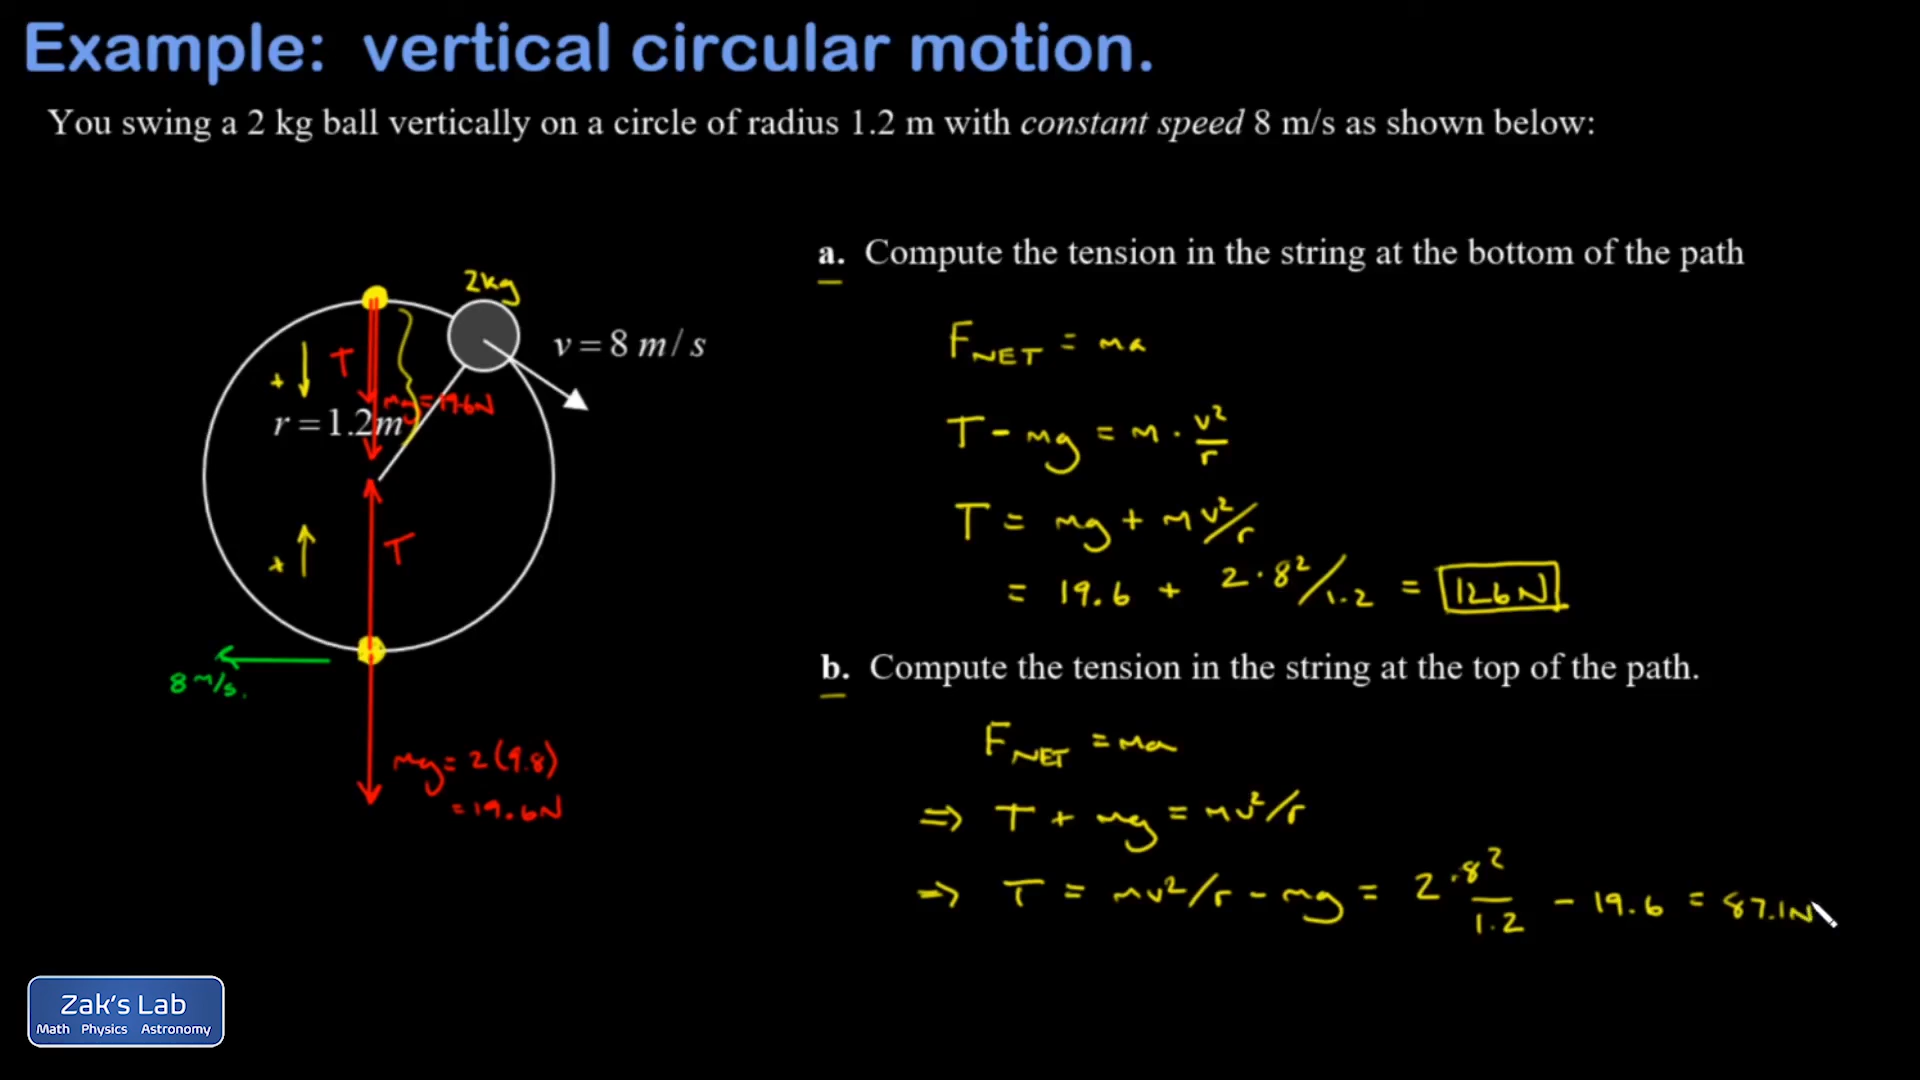 Example: vertical circular motion.
You swing a 2 kg ball vertically on a circle of radius 1.2 m with constant speed 8 m/s as shown below:
2kg
v = 8 m/s
+ T
mg = 19.6N
r = 1.2m
+ T
8 m/s.
mg = 2(9.8)
= 19.6N
a. Compute the tension in the string at the bottom of the path
F_NET = ma
T - mg = m · v²/r
T = mg + mv²/r
= 19.6 + 2·8²/1.2 = 126N
b. Compute the tension in the string at the top of the path.
F_NET = ma
⇒ T + mg = mv²/r
⇒ T = mv²/r - mg = 2·8²/1.2 - 19.6 = 87.1N
Zak's Lab
Math Physics Astronomy